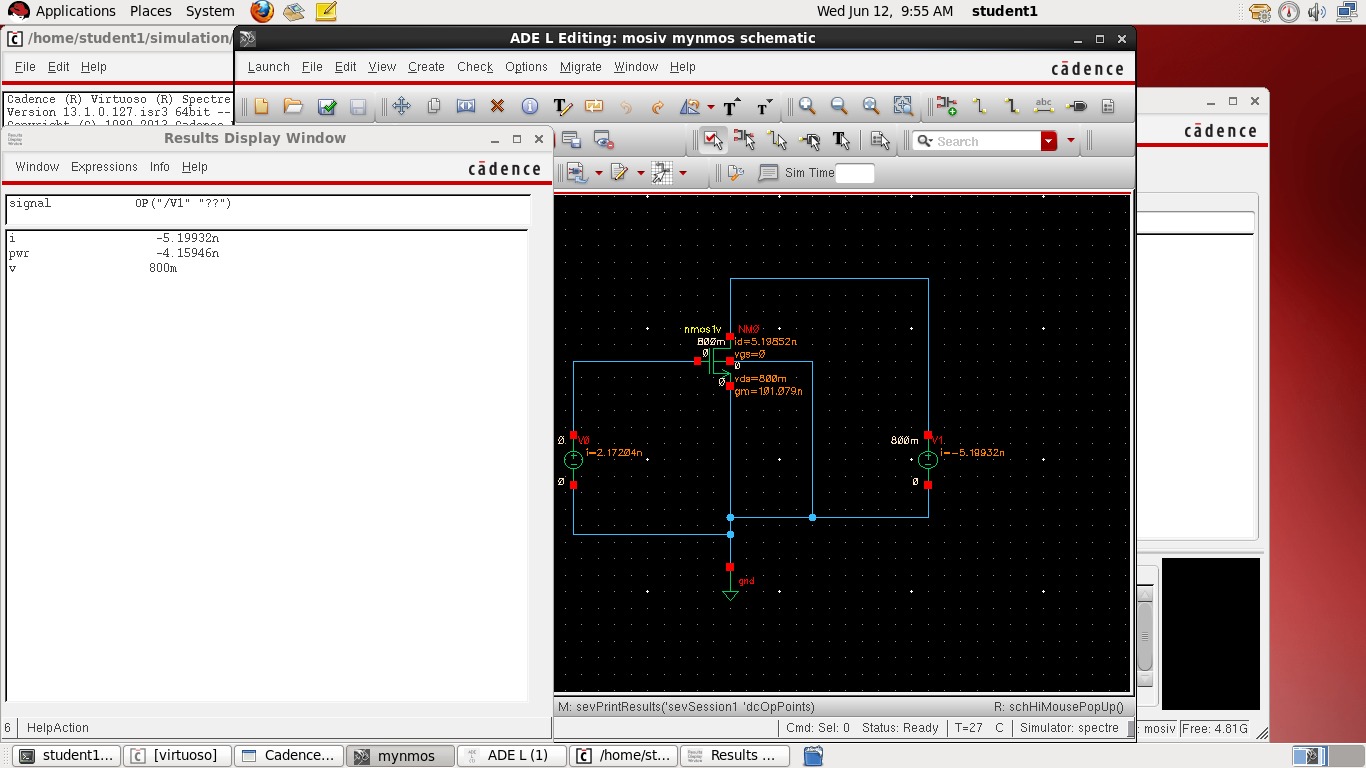 Applications Places System Wed Jun 12, 9:55 AM student1
/home/student1/simulation/
ADE L Editing: mosiv mynmos schematic
File Edit Help
Launch File Edit View Create Check Options Migrate Window Help cādence
Cadence (R) Virtuoso (R) Spectre
Version 13.1.0.127.isr3 64bit --
cādence
Results Display Window
Search
Window Expressions Info Help cādence
Sim Time
signal OP("/V1" "??")
i -5.19932n
pwr -4.15946n
v 800m
nmos1v NM0
800m id=5.19852n
0 vgs=0
0
vds=800m
0
gm=101.079n
0 V0
i=2.17204n
0
800m V1
i=-5.19932n
0
gnd
M: sevPrintResults('sevSession1 'dcOpPoints) R: schHiMousePopUp()
6 HelpAction
Cmd: Sel: 0 Status: Ready T=27 C Simulator: spectre
mosiv Free: 4.81G
student1... [virtuoso] Cadence... mynmos ADE L (1) /home/st... Results ...